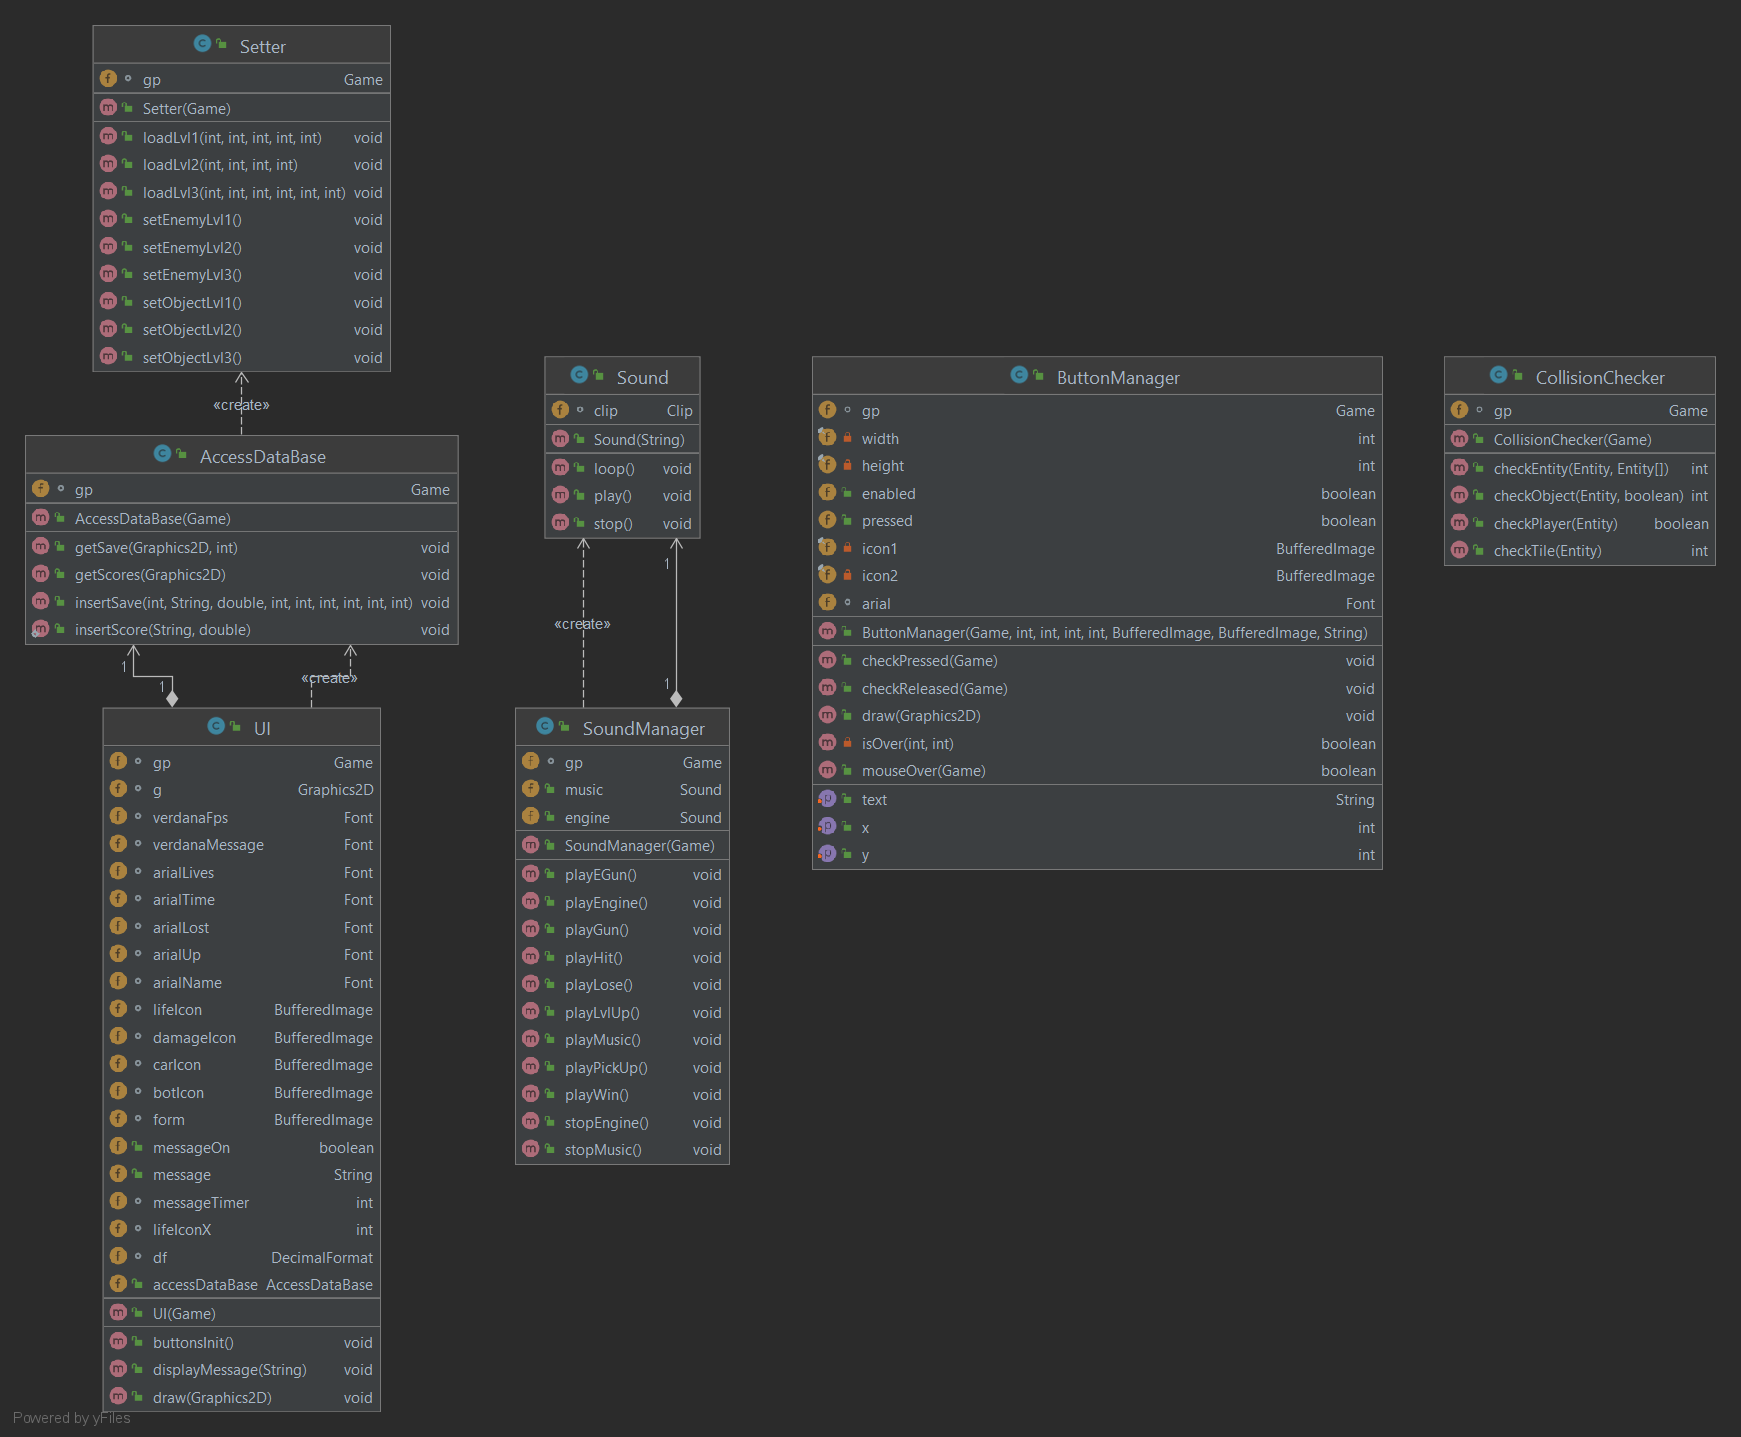 Setter
gp Game
Setter(Game)
loadLvl1(int, int, int, int, int) void
loadLvl2(int, int, int, int) void
loadLvl3(int, int, int, int, int, int) void
setEnemyLvl1() void
setEnemyLvl2() void
setEnemyLvl3() void
setObjectLvl1() void
setObjectLvl2() void
setObjectLvl3() void
«create»
AccessDataBase
gp Game
AccessDataBase(Game)
getSave(Graphics2D, int) void
getScores(Graphics2D) void
insertSave(int, String, double, int, int, int, int, int, int) void
insertScore(String, double) void
1
1
«create»
UI
gp Game
g Graphics2D
verdanaFps Font
verdanaMessage Font
arialLives Font
arialTime Font
arialLost Font
arialUp Font
arialName Font
lifeIcon BufferedImage
damageIcon BufferedImage
carIcon BufferedImage
botIcon BufferedImage
form BufferedImage
messageOn boolean
message String
messageTimer int
lifeIconX int
df DecimalFormat
accessDataBase AccessDataBase
UI(Game)
buttonsInit() void
displayMessage(String) void
draw(Graphics2D) void
Sound
clip Clip
Sound(String)
loop() void
play() void
stop() void
1
«create»
1
SoundManager
gp Game
music Sound
engine Sound
SoundManager(Game)
playEGun() void
playEngine() void
playGun() void
playHit() void
playLose() void
playLvlUp() void
playMusic() void
playPickUp() void
playWin() void
stopEngine() void
stopMusic() void
ButtonManager
gp Game
width int
height int
enabled boolean
pressed boolean
icon1 BufferedImage
icon2 BufferedImage
arial Font
ButtonManager(Game, int, int, int, int, BufferedImage, BufferedImage, String)
checkPressed(Game) void
checkReleased(Game) void
draw(Graphics2D) void
isOver(int, int) boolean
mouseOver(Game) boolean
text String
x int
y int
CollisionChecker
gp Game
CollisionChecker(Game)
checkEntity(Entity, Entity[]) int
checkObject(Entity, boolean) int
checkPlayer(Entity) boolean
checkTile(Entity) int
Powered by yFiles